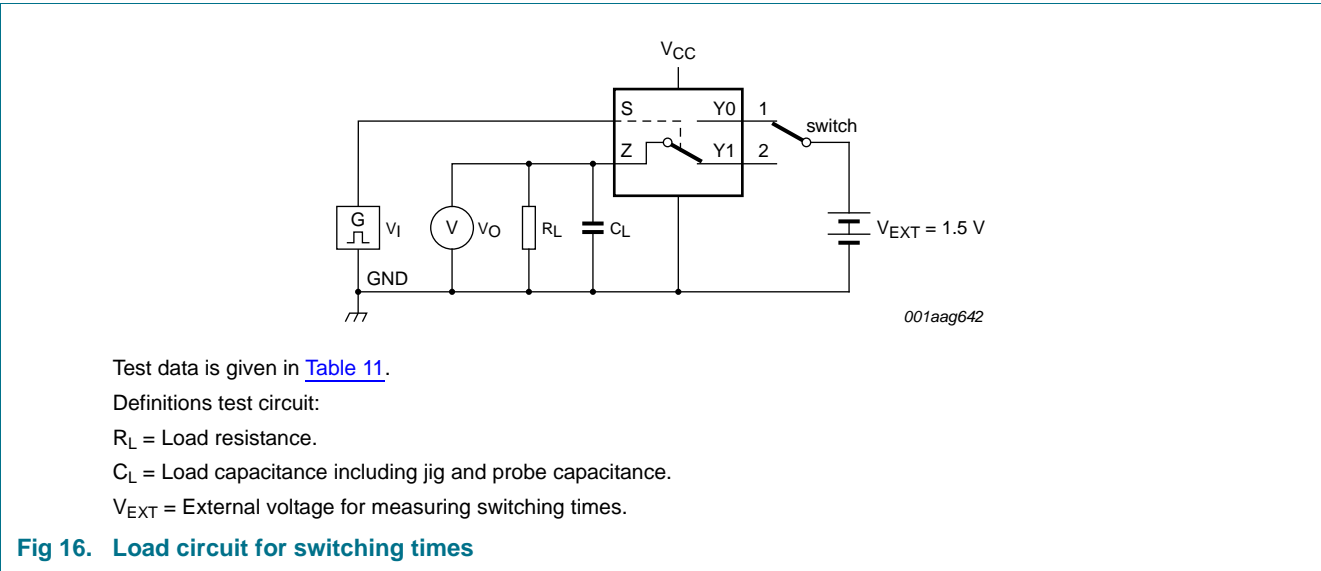 VCC
S Y0 1
switch
Z Y1 2
G VI V VO RL CL VEXT = 1.5 V
GND
001aag642
Test data is given in Table 11.
Definitions test circuit:
RL = Load resistance.
CL = Load capacitance including jig and probe capacitance.
VEXT = External voltage for measuring switching times.
Fig 16. Load circuit for switching times